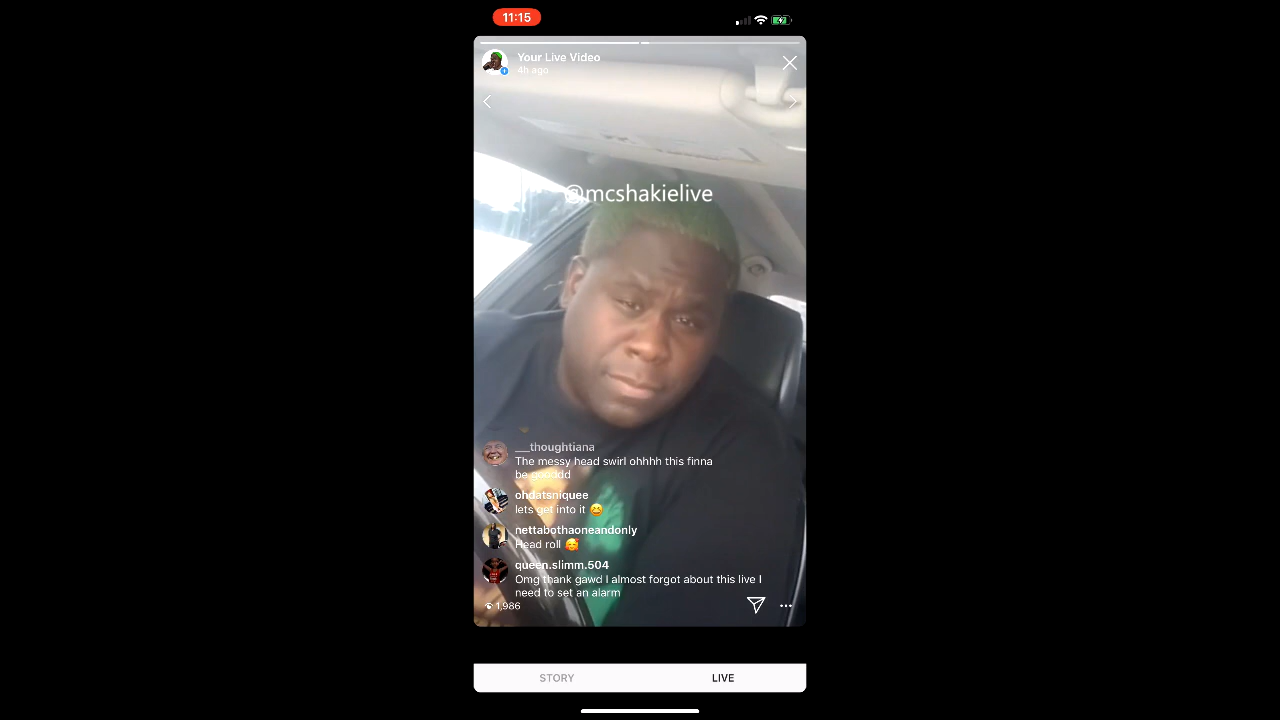 11:15
Your Live Video
4h ago
@mcshakielive
___thoughtiana
The messy head swirl ohhhh this finna
be
ohdatsniquee
lets get into it 😆
nettabothaoneandonly
Head roll 🥰
queen.slimm.504
Omg thank gawd I almost forgot about this live I
need to set an alarm
1,986
STORY
LIVE